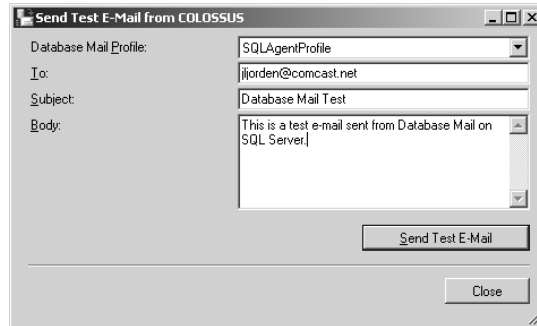 Send Test E-Mail from COLOSSUS
Database Mail Profile: SQLAgentProfile
To: jljorden@comcast.net
Subject: Database Mail Test
Body: This is a test e-mail sent from Database Mail on
SQL Server.
Send Test E-Mail
Close